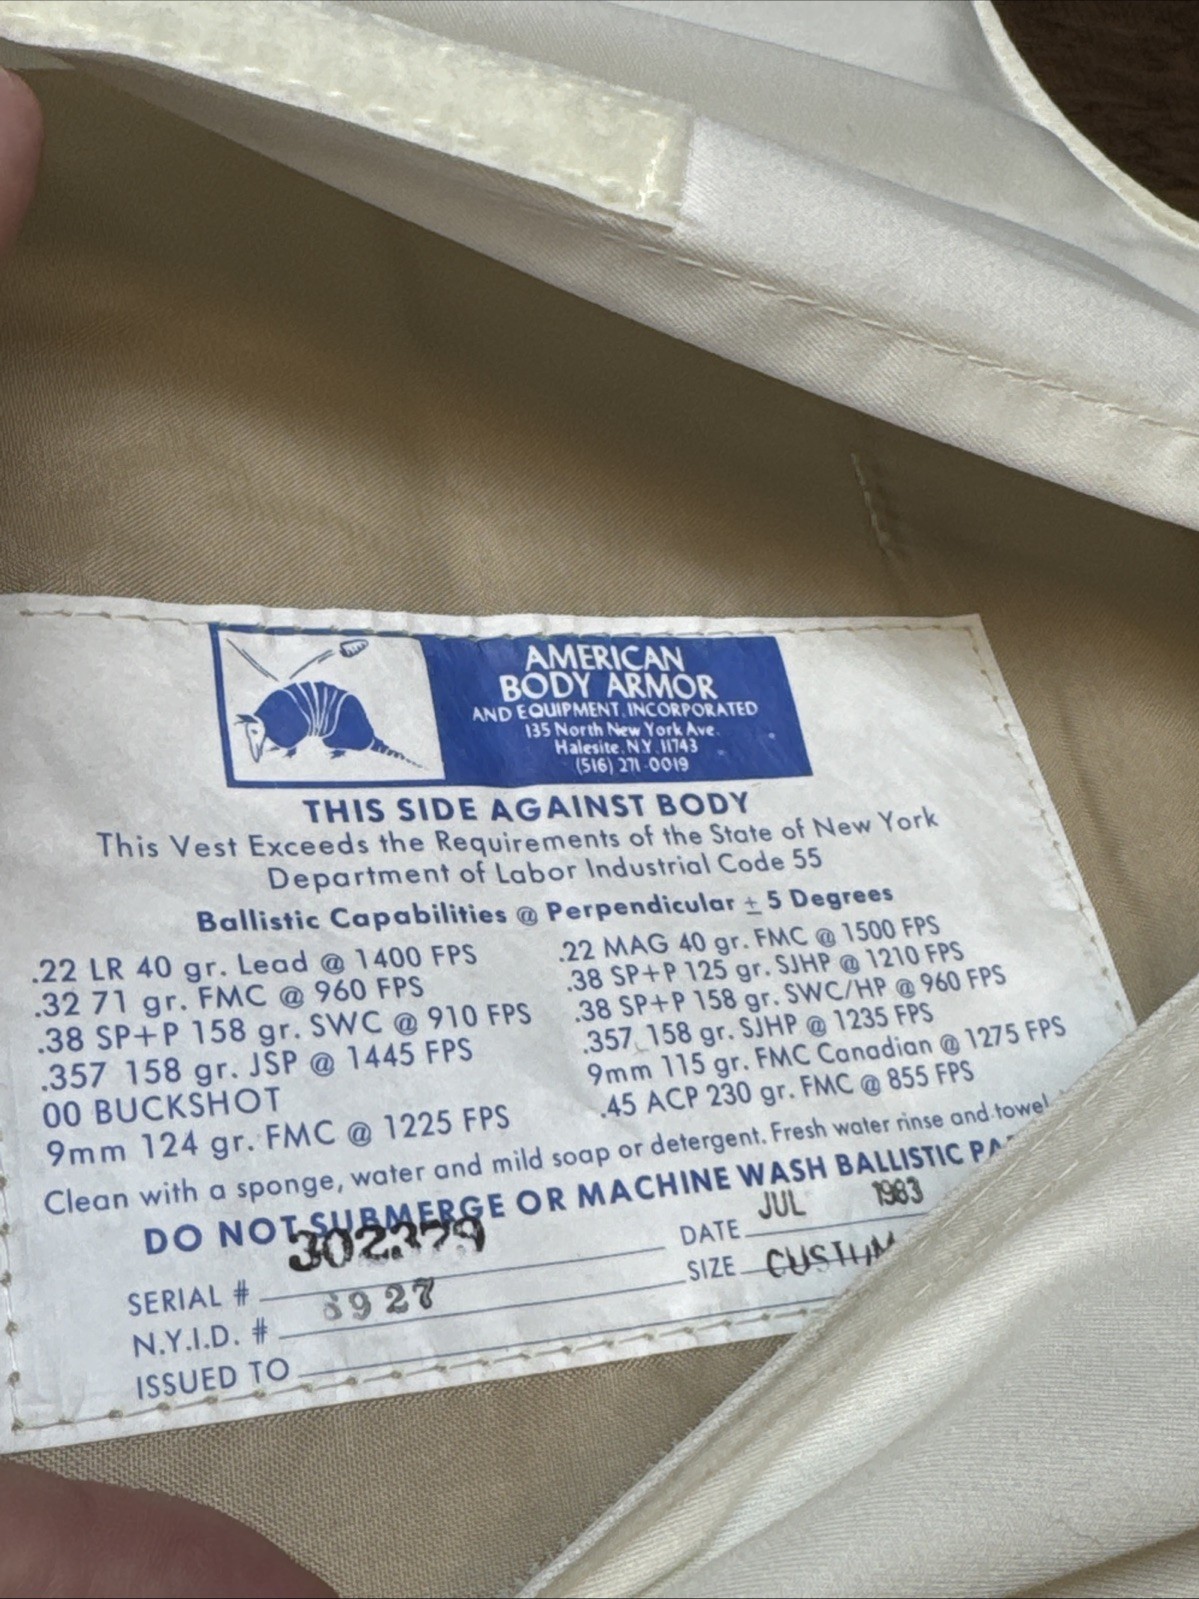 AMERICAN
BODY ARMOR
AND EQUIPMENT, INCORPORATED
135 North New York Ave.
Halesite, N.Y. 11743
(516) 271-0019
THIS SIDE AGAINST BODY
This Vest Exceeds the Requirements of the State of New York
Department of Labor Industrial Code 55
Ballistic Capabilities @ Perpendicular ± 5 Degrees
.22 LR 40 gr. Lead @ 1400 FPS
.32 71 gr. FMC @ 960 FPS
.38 SP+P 158 gr. SWC @ 910 FPS
.357 158 gr. JSP @ 1445 FPS
00 BUCKSHOT
9mm 124 gr. FMC @ 1225 FPS
.22 MAG 40 gr. FMC @ 1500 FPS
.38 SP+P 125 gr. SJHP @ 1210 FPS
.38 SP+P 158 gr. SWC/HP @ 960 FPS
.357 158 gr. SJHP @ 1235 FPS
9mm 115 gr. FMC Canadian @ 1275 FPS
.45 ACP 230 gr. FMC @ 855 FPS
Clean with a sponge, water and mild soap or detergent. Fresh water rinse and towel
DO NOT SUBMERGE OR MACHINE WASH BALLISTIC
SERIAL # 302379
DATE JUL 1983
N.Y.I.D. # 6927
SIZE CUSTOM
ISSUED TO